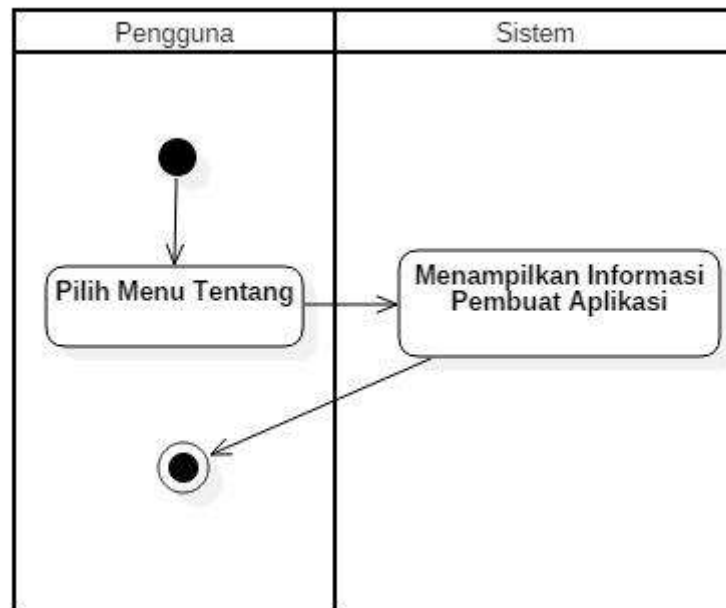 Pengguna
Sistem
Pilih Menu Tentang
Menampilkan Informasi
Pembuat Aplikasi